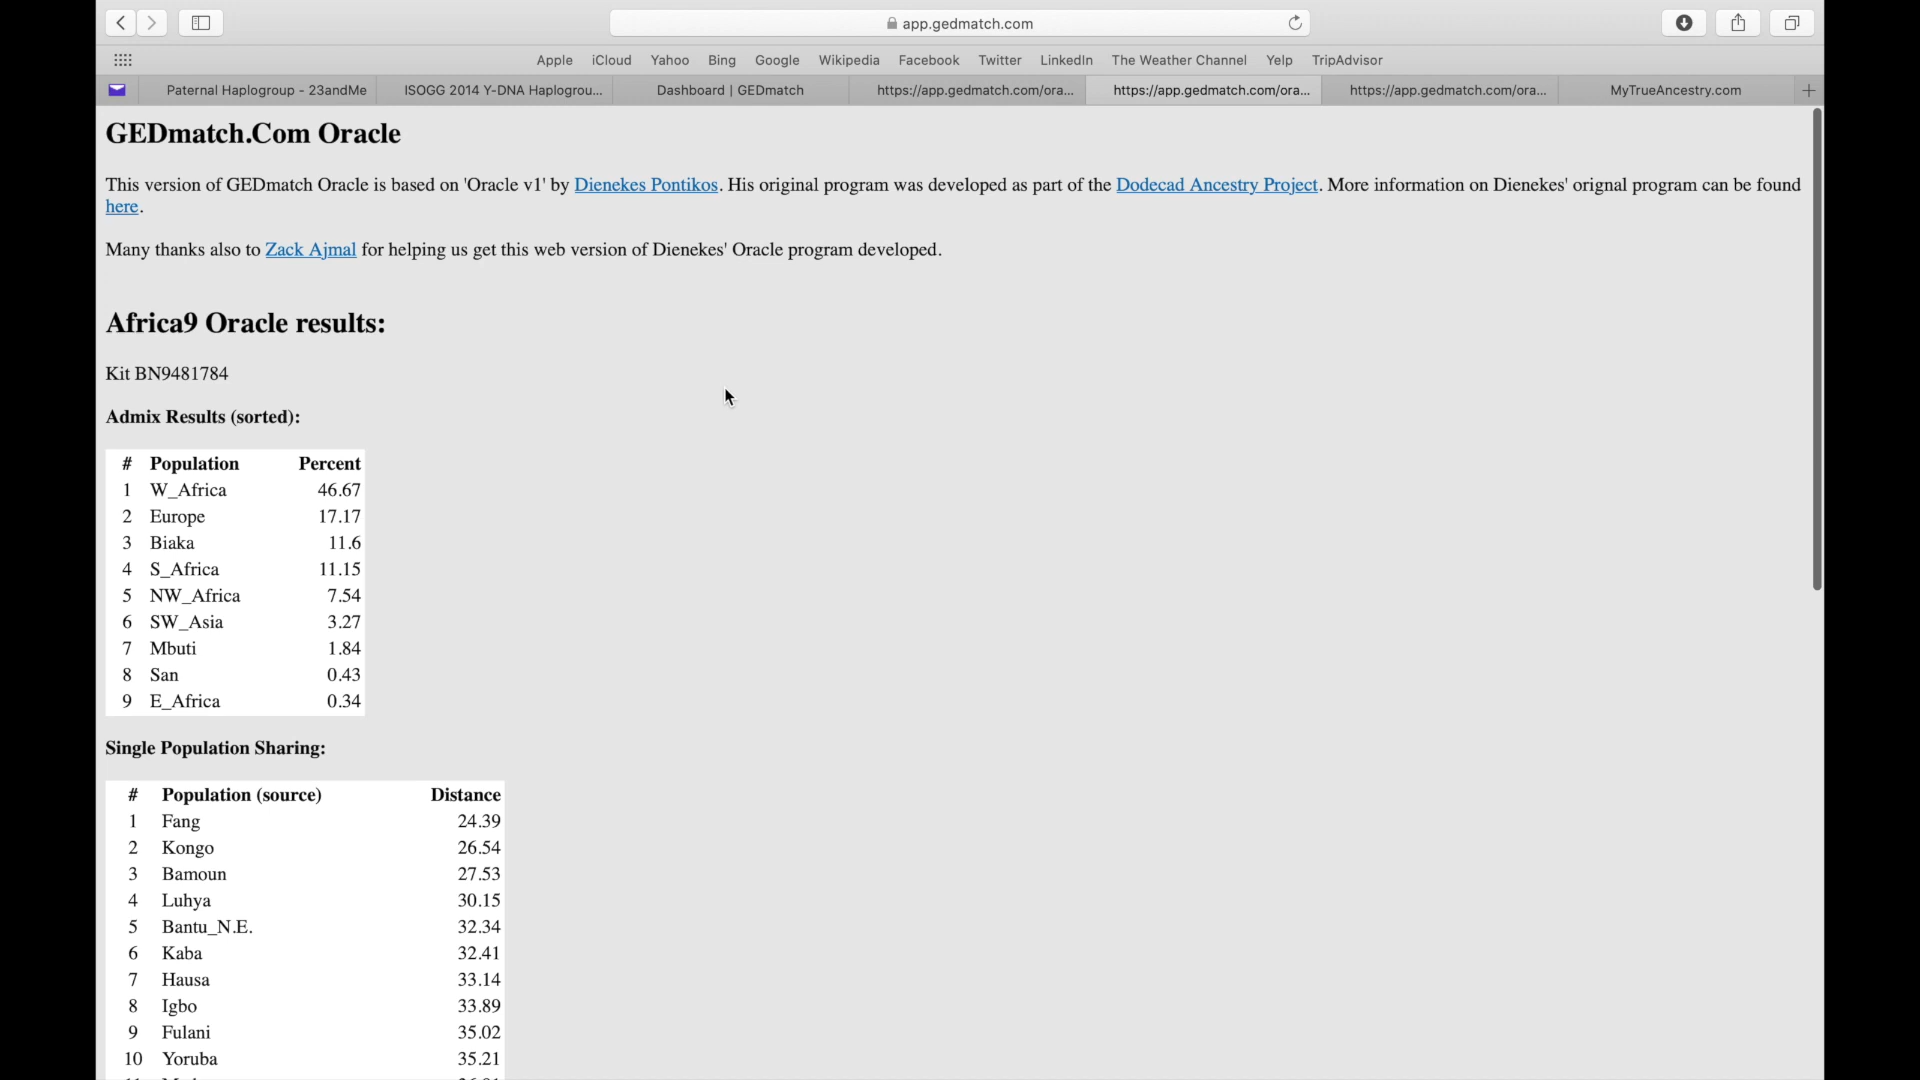 app.gedmatch.com
Apple iCloud Yahoo Bing Google Wikipedia Facebook Twitter LinkedIn The Weather Channel Yelp TripAdvisor
Paternal Haplogroup - 23andMe ISOGG 2014 Y-DNA Haplogrou... Dashboard | GEDmatch https://app.gedmatch.com/ora... https://app.gedmatch.com/ora... https://app.gedmatch.com/ora... MyTrueAncestry.com
GEDmatch.Com Oracle
This version of GEDmatch Oracle is based on 'Oracle v1' by Dienekes Pontikos. His original program was developed as part of the Dodecad Ancestry Project. More information on Dienekes' orignal program can be found
here.
Many thanks also to Zack Ajmal for helping us get this web version of Dienekes' Oracle program developed.
Africa9 Oracle results:
Kit BN9481784
Admix Results (sorted):
# Population Percent
1 W_Africa 46.67
2 Europe 17.17
3 Biaka 11.6
4 S_Africa 11.15
5 NW_Africa 7.54
6 SW_Asia 3.27
7 Mbuti 1.84
8 San 0.43
9 E_Africa 0.34
Single Population Sharing:
# Population (source) Distance
1 Fang 24.39
2 Kongo 26.54
3 Bamoun 27.53
4 Luhya 30.15
5 Bantu_N.E. 32.34
6 Kaba 32.41
7 Hausa 33.14
8 Igbo 33.89
9 Fulani 35.02
10 Yoruba 35.21